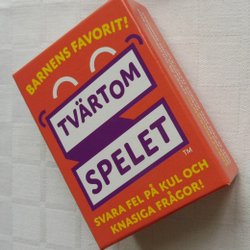 BARNENS FAVORIT!
TVÄRTOM
SPELET
TM
SVARA FEL PÅ KUL OCH
KNASIGA FRÅGOR!